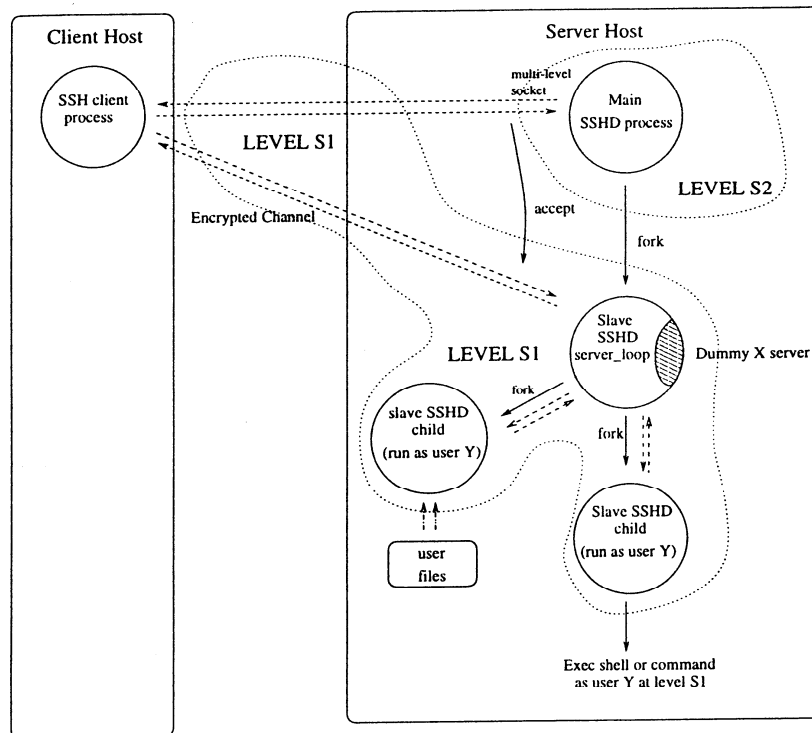 Client Host
Server Host
SSH client
process
multi-level
socket
Main
SSHD process
LEVEL S1
LEVEL S2
accept
Encrypted Channel
fork
Slave
SSHD
server_loop
Dummy X server
LEVEL S1
fork
slave SSHD
child
(run as user Y)
fork
Slave SSHD
child
(run as user Y)
user
files
Exec shell or command
as user Y at level S1